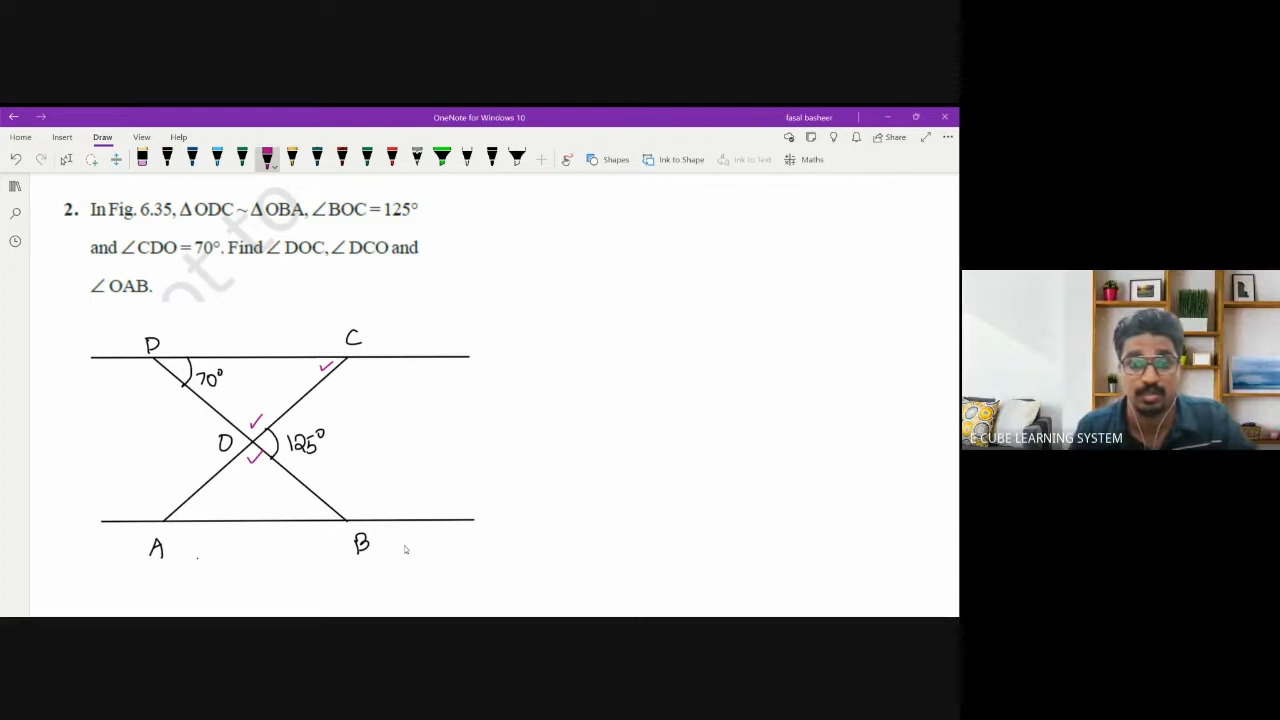 OneNote for Windows 10
fasal basheer
Home Insert Draw View Help
Share
Shapes Ink to Shape Ink to Text Maths
2. In Fig. 6.35, Δ ODC ~ Δ OBA, ∠ BOC = 125°
and ∠ CDO = 70°. Find ∠ DOC, ∠ DCO and
∠ OAB.
D C
70°
O 125°
A B
E CUBE LEARNING SYSTEM